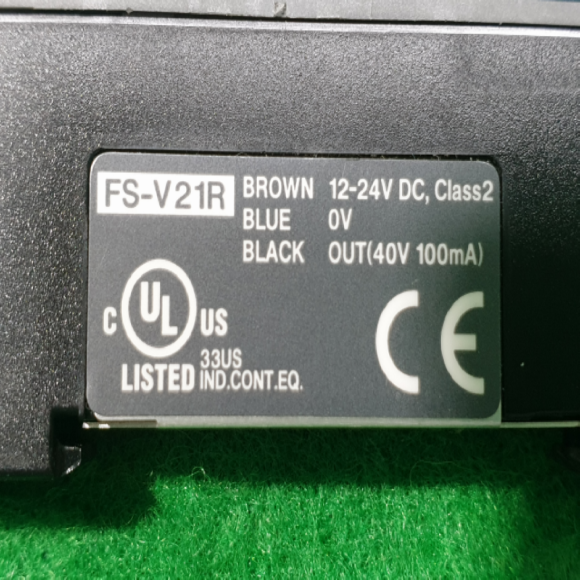 FS-V21R
BROWN 12-24V DC, Class2
BLUE 0V
BLACK OUT(40V 100mA)
C UL US
LISTED 33US IND.CONT.EQ.
CE